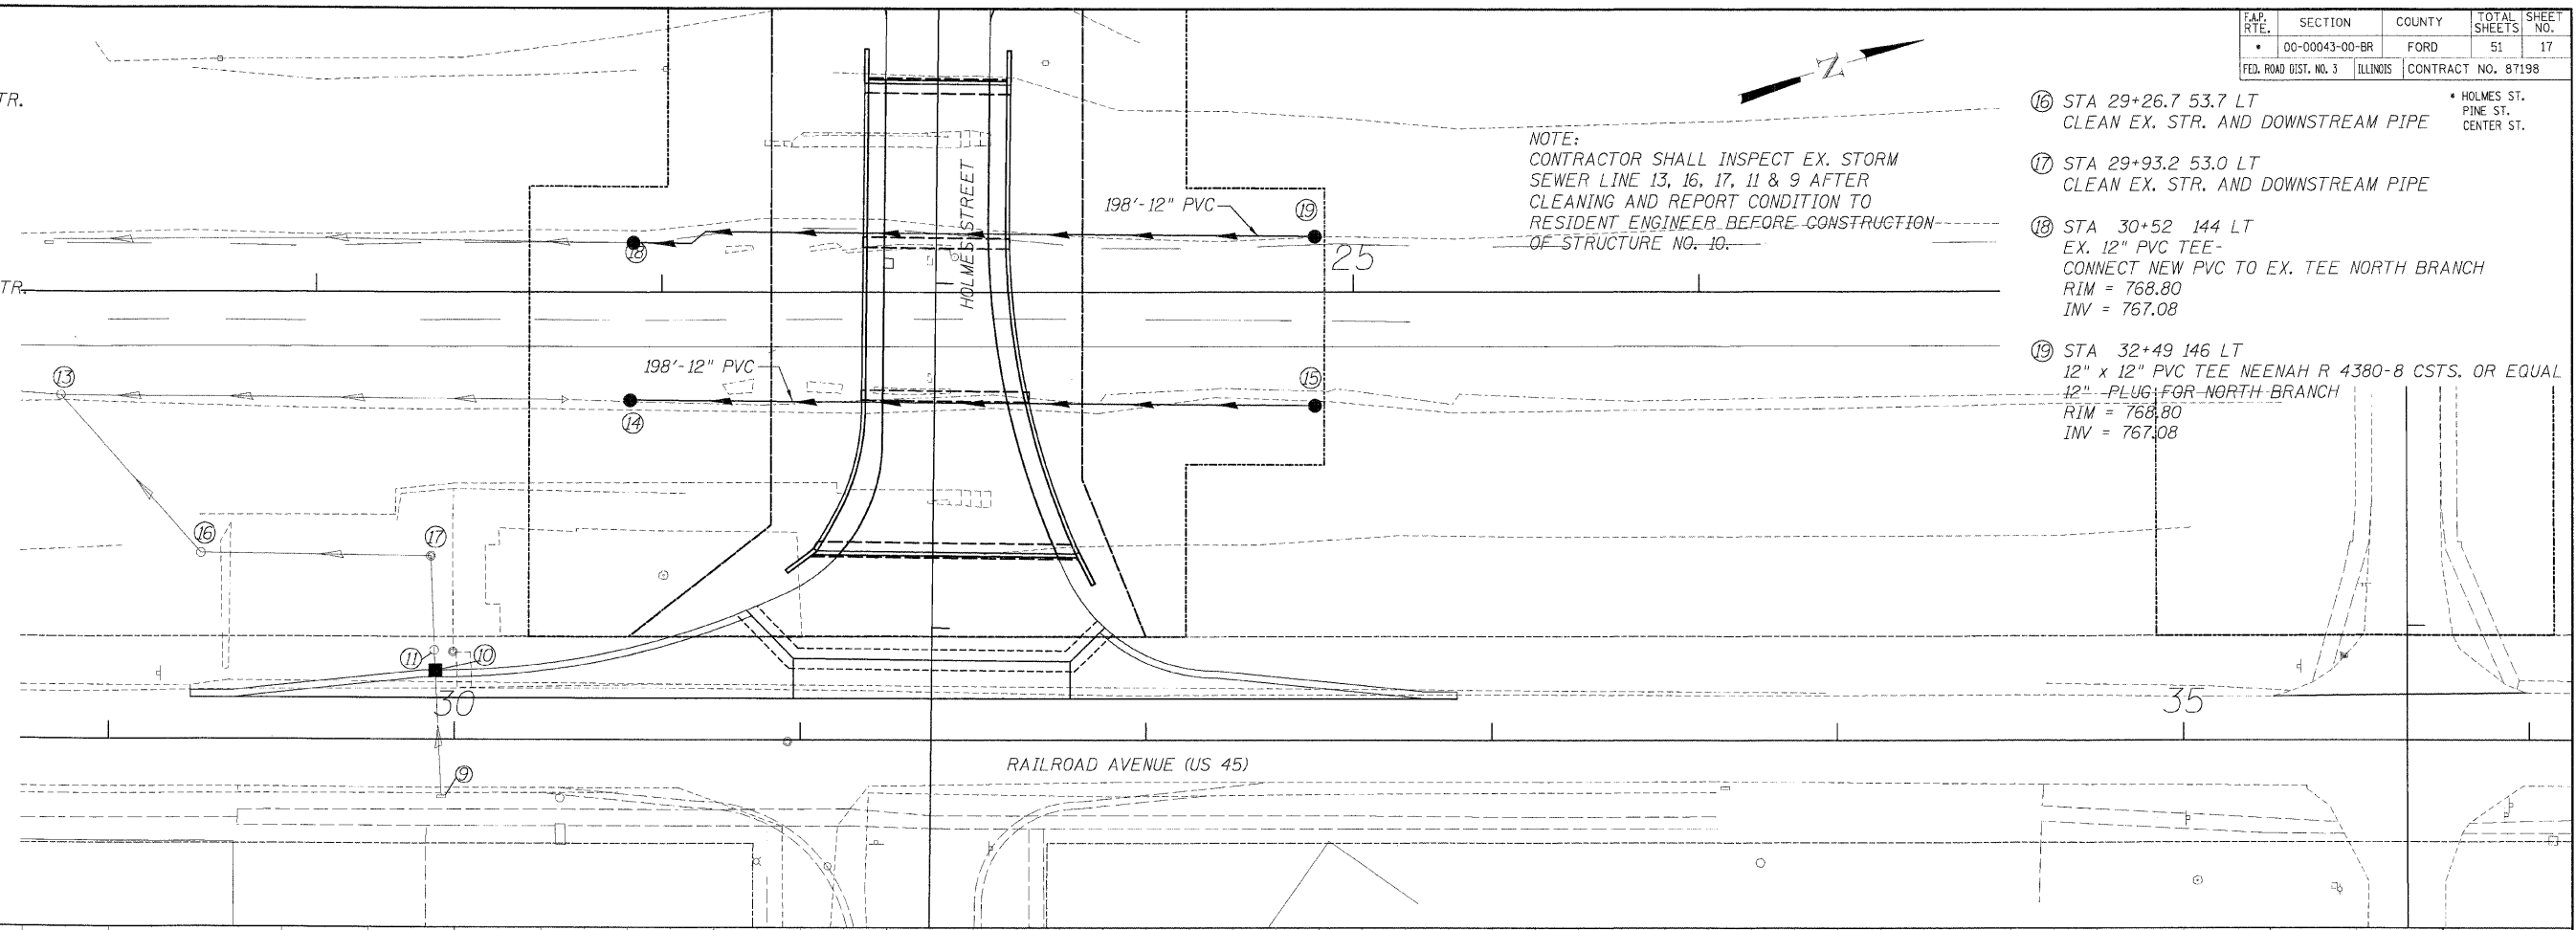 F.A.P. RTE. SECTION COUNTY TOTAL SHEETS SHEET NO.
* 00-00043-00-BR FORD 51 17
FED. ROAD DIST. NO. 3 ILLINOIS CONTRACT NO. 87198
* HOLMES ST.
PINE ST.
CENTER ST.
TR.
TR.
N
NOTE:
CONTRACTOR SHALL INSPECT EX. STORM
SEWER LINE 13, 16, 17, 11 & 9 AFTER
CLEANING AND REPORT CONDITION TO
RESIDENT ENGINEER BEFORE CONSTRUCTION
OF STRUCTURE NO. 10.
16 STA 29+26.7 53.7 LT
CLEAN EX. STR. AND DOWNSTREAM PIPE
17 STA 29+93.2 53.0 LT
CLEAN EX. STR. AND DOWNSTREAM PIPE
18 STA 30+52 144 LT
EX. 12" PVC TEE-
CONNECT NEW PVC TO EX. TEE NORTH BRANCH
RIM = 768.80
INV = 767.08
19 STA 32+49 146 LT
12" x 12" PVC TEE NEENAH R 4380-8 CSTS. OR EQUAL
12" PLUG FOR NORTH BRANCH
RIM = 768.80
INV = 767.08
HOLMES STREET
198'-12" PVC
19
18
25
198'-12" PVC
13
15
14
16
17
11
10
30
35
9
RAILROAD AVENUE (US 45)